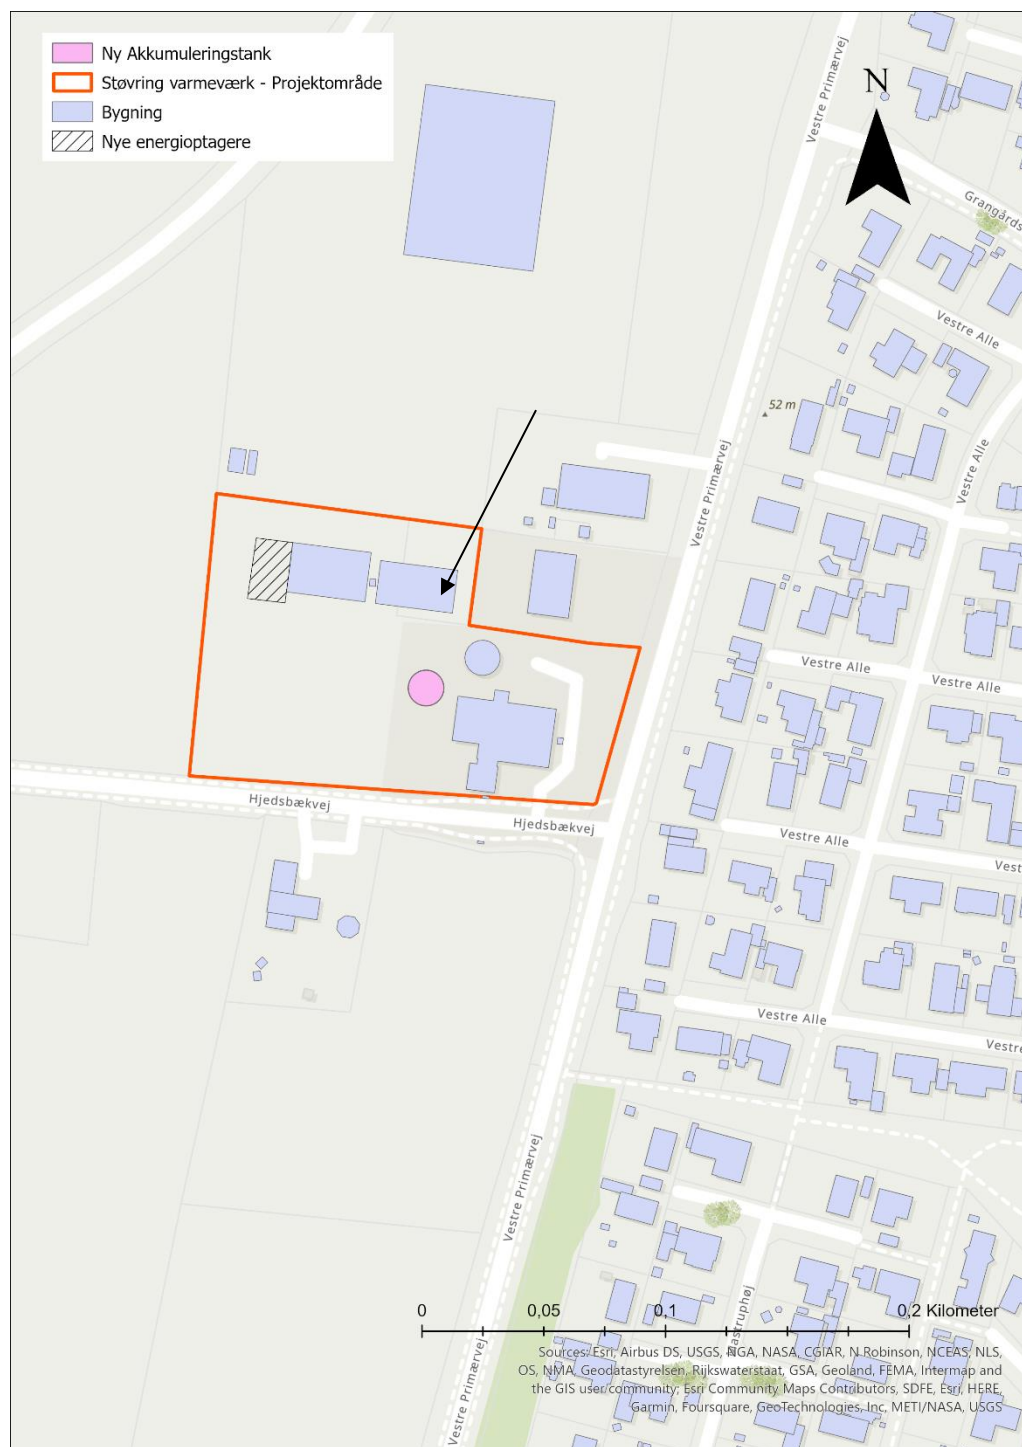 Ny Akkumuleringstank
Støvring varmeværk - Projektområde
Bygning
Nye energioptagere
N
Vestre Primærvej
Grangårds
Vestre Alle
52 m
Vestre Alle
Vestre Primærvej
Vestre Alle
Vestre Alle
Hjedsbækvej
Hjedsbækvej
Vestre Alle
Vest
Vestre Alle
Vestre
Vestre Primærvej
0
0,05
0,1
0,2 Kilometer
Mastruphøj
Vestre Primærvej
Sources: Esri, Airbus DS, USGS, NGA, NASA, CGIAR, N Robinson, NCEAS, NLS,
OS, NMA, Geodatastyrelsen, Rijkswaterstaat, GSA, Geoland, FEMA, Intermap and
the GIS user community, Esri Community Maps Contributors, SDFE, Esri, HERE,
Garmin, Foursquare, GeoTechnologies, Inc, METI/NASA, USGS